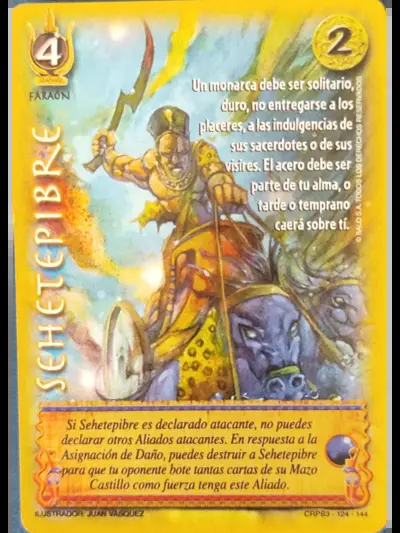 4
FARAÓN
2
SEHETEPIBRE
Un monarca debe ser solitario,
duro, no entregarse a los
placeres, a las indulgencias de
sus sacerdotes o de sus
visires. El acero debe ser
parte de tu alma, o
tarde o temprano
caerá sobre tí.
© SALO S.A. TODOS LOS DERECHOS RESERVADOS
Si Sehetepibre es declarado atacante, no puedes
declarar otros Aliados atacantes. En respuesta a la
Asignación de Daño, puedes destruir a Sehetepibre
para que tu oponente bote tantas cartas de su Mazo
Castillo como fuerza tenga este Aliado.
ILUSTRADOR: JUAN VASQUEZ
CRPB3 - 124 - 144